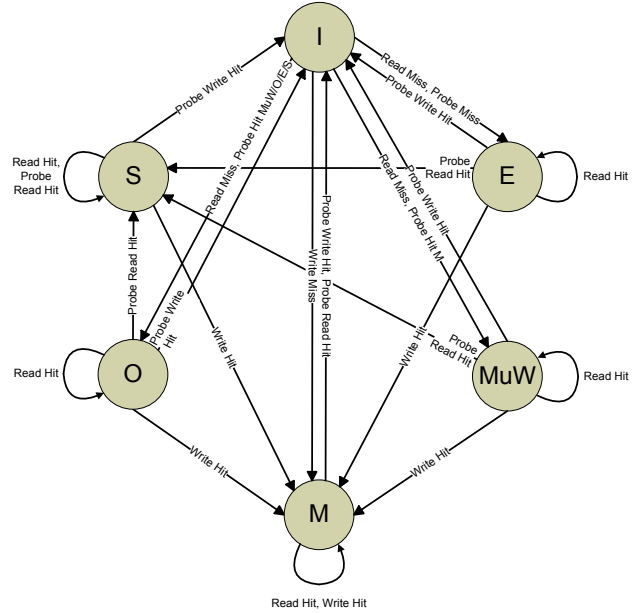 I
Read Miss, Probe Miss
Probe Write Hit
Probe Write Hit
Read Miss, Probe Hit MuW/O/E/S
Read Hit,
Probe
Read Hit
S
Probe
Read Hit
E
Read Hit
Read Miss, Probe Hit M
Probe Write Hit
Probe Write Hit, Probe Read Hit
Write Miss
Probe Read Hit
Probe Write
Hit
Write Hit
Write Hit
Probe
Read Hit
Read Hit
O
MuW
Read Hit
Write Hit
Write Hit
M
Read Hit, Write Hit